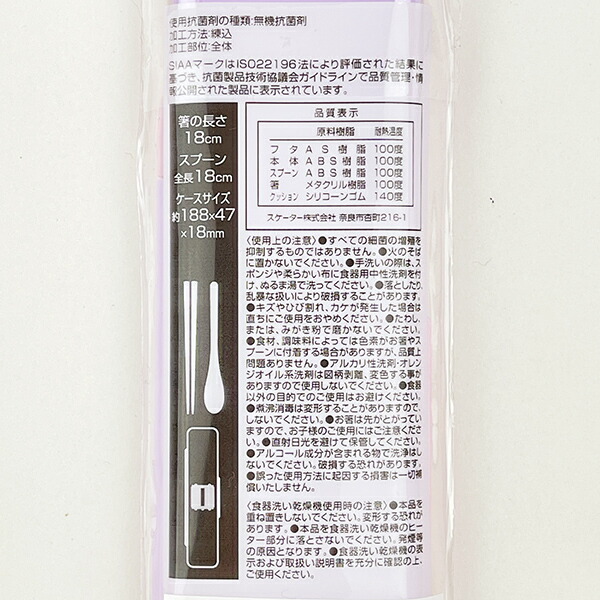 使用抗菌剤の種類:無機抗菌剤
加工方法:練込
加工部位:全体
SIAAマークはISO22196法により評価された結果に
基づき、抗菌製品技術協議会ガイドラインで品質管理・情
報公開された製品に表示されています。
箸の長さ
18cm
スプーン
全長18cm
ケースサイズ
約188×47
×18mm
品質表示
原料樹脂 耐熱温度
フタ AS樹脂 100度
本体 ABS樹脂 100度
スプーン ABS樹脂 100度
箸 メタクリル樹脂 100度
クッション シリコーンゴム 140度
スケーター株式会社 奈良市杏町216-1
〈使用上の注意〉●すべての細菌の増殖を
抑制するものではありません。●火のそば
に置かないでください。●手洗いの際は、ス
ポンジや柔らかい布に食器用中性洗剤を付
け、ぬるま湯で洗ってください。●落としたり、
乱暴な扱いにより破損することがあります。
●キズやひび割れ、カケが発生した場合は
直ちにご使用をおやめください。●たわし、
または、みがき粉で磨かないでください。
●食材、調味料によっては色素がお箸やス
プーンに付着する場合がありますが、品質上
問題ありません。●アルカリ性洗剤・オレン
ジオイル系洗剤は図柄剥離、変色する事が
ありますので使用しないでください。●食器
以外の目的でのご使用はお避けください。
●煮沸消毒は変形することがありますので、
しないでください。●お箸は先がとがってい
ますので、お子様のご使用にはご注意くださ
い。●直射日光を避けて保管してください。
●アルコール成分が含まれる物で洗浄はし
ないでください。破損する恐れがあります。
●誤った使用方法に起因する損害は一切補
償いたしません。
〈食器洗い乾燥機使用時の注意〉●本品を
重ね置きしないでください。変形する恐れが
あります。●本品を食器洗い乾燥機のヒー
ター部分に落とさないでください。発煙等
の原因となります。●食器洗い乾燥機の表
示および取扱い説明書を充分に確認の上、
ご使用ください。